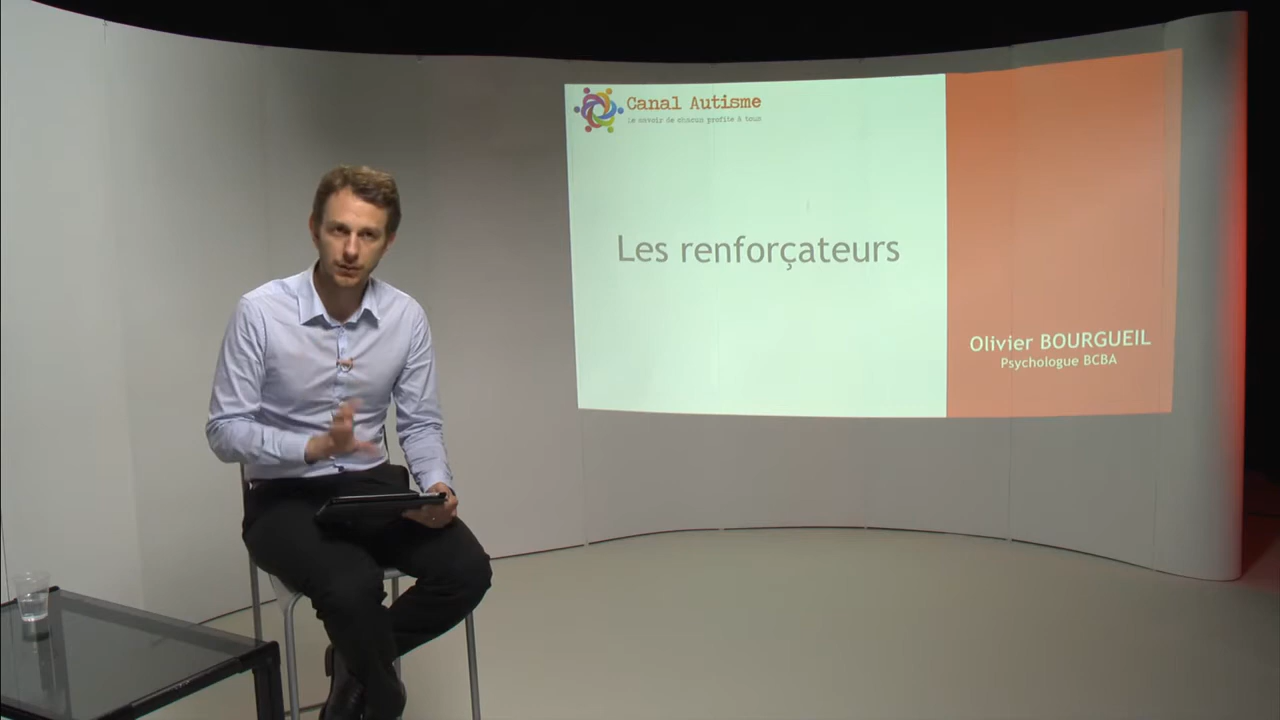 Canal Autisme
Le savoir de chacun profite à tous
Les renforçateurs
Olivier BOURGUEIL
Psychologue BCBA